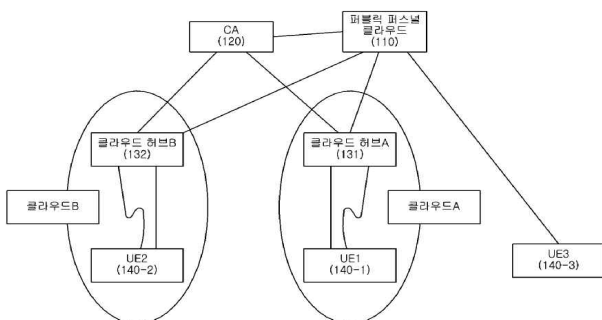 CA
(120)
퍼블릭 퍼스널
클라우드
(110)
클라우드 허브B
(132)
클라우드 허브A
(131)
클라우드B
클라우드A
UE2
(140-2)
UE1
(140-1)
UE3
(140-3)